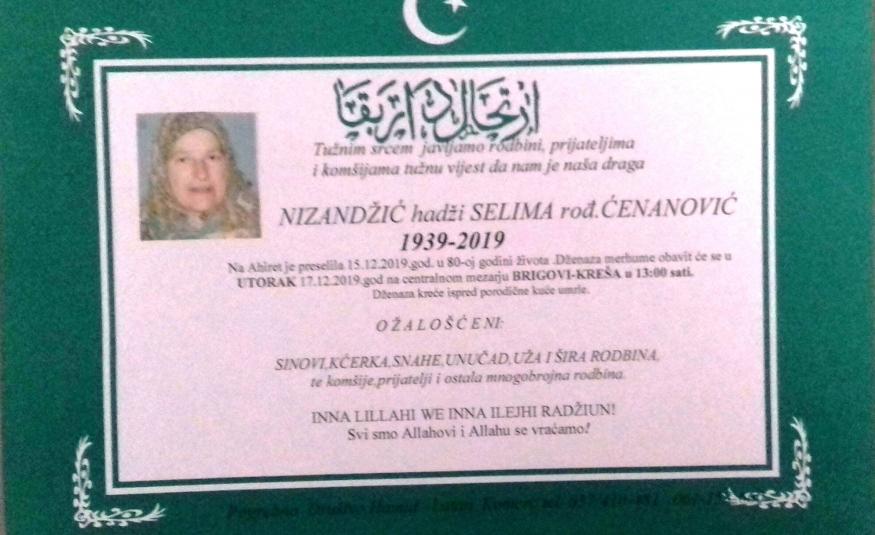 Tužnim srcem javljamo rodbini, prijateljima
i komšijama tužnu vijest da nam je naša draga
NIZANDŽIĆ hadži SELIMA rođ.ĆENANOVIĆ
1939-2019
Na Ahiret je preselila 15.12.2019.god. u 80-oj godini života .Dženaza merhume obavit će se u
UTORAK 17.12.2019.god na centralnom mezarju BRIGOVI-KREŠA u 13:00 sati.
Dženaza kreće ispred porodične kuće umrle.
OŽALOŠĆENI:
SINOVI,KĆERKA,SNAHE,UNUČAD,UŽA I ŠIRA RODBINA,
te komšije,prijatelji i ostala mnogobrojna rodbina.
INNA LILLAHI WE INNA ILEJHI RADŽIUN!
Svi smo Allahovi i Allahu se vraćamo!
Pogrebno Društvo